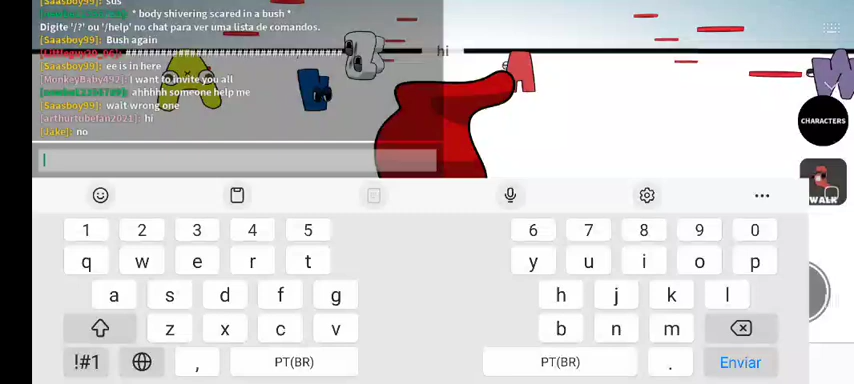 [Saasboy99]: sus
* body shivering scared in a bush *
Digite '/?' ou '/help' no chat para ver uma lista de comandos.
[Saasboy99]: Bush again
[Saasboy99]: ee is in here
[MonkeyBaby492]: I want to invite you all
ahhhhh someone help me
[Saasboy99]: wait wrong one
[arthurtubefan2021]: hi
[Jake]: no
hi
CHARACTERS
WALK
1 2 3 4 5 6 7 8 9 0
q w e r t y u i o p
a s d f g h j k l
z x c v b n m
!#1 , PT(BR) PT(BR) . Enviar